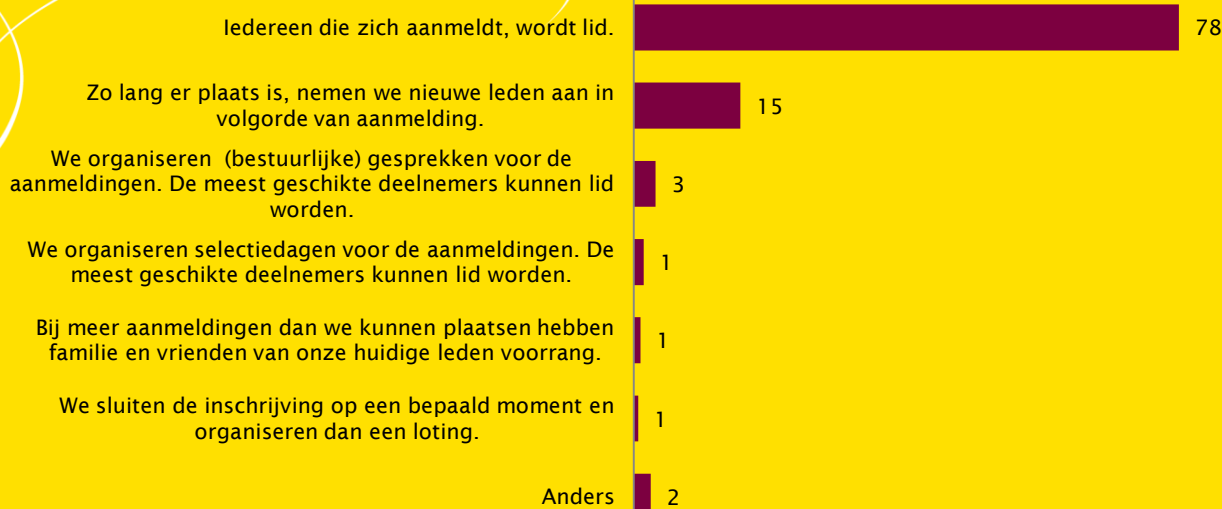 Iedereen die zich aanmeldt, wordt lid.
78
Zo lang er plaats is, nemen we nieuwe leden aan in
volgorde van aanmelding.
15
We organiseren (bestuurlijke) gesprekken voor de
aanmeldingen. De meest geschikte deelnemers kunnen lid
worden.
3
We organiseren selectiedagen voor de aanmeldingen. De
meest geschikte deelnemers kunnen lid worden.
1
Bij meer aanmeldingen dan we kunnen plaatsen hebben
familie en vrienden van onze huidige leden voorrang.
1
We sluiten de inschrijving op een bepaald moment en
organiseren dan een loting.
1
Anders
2